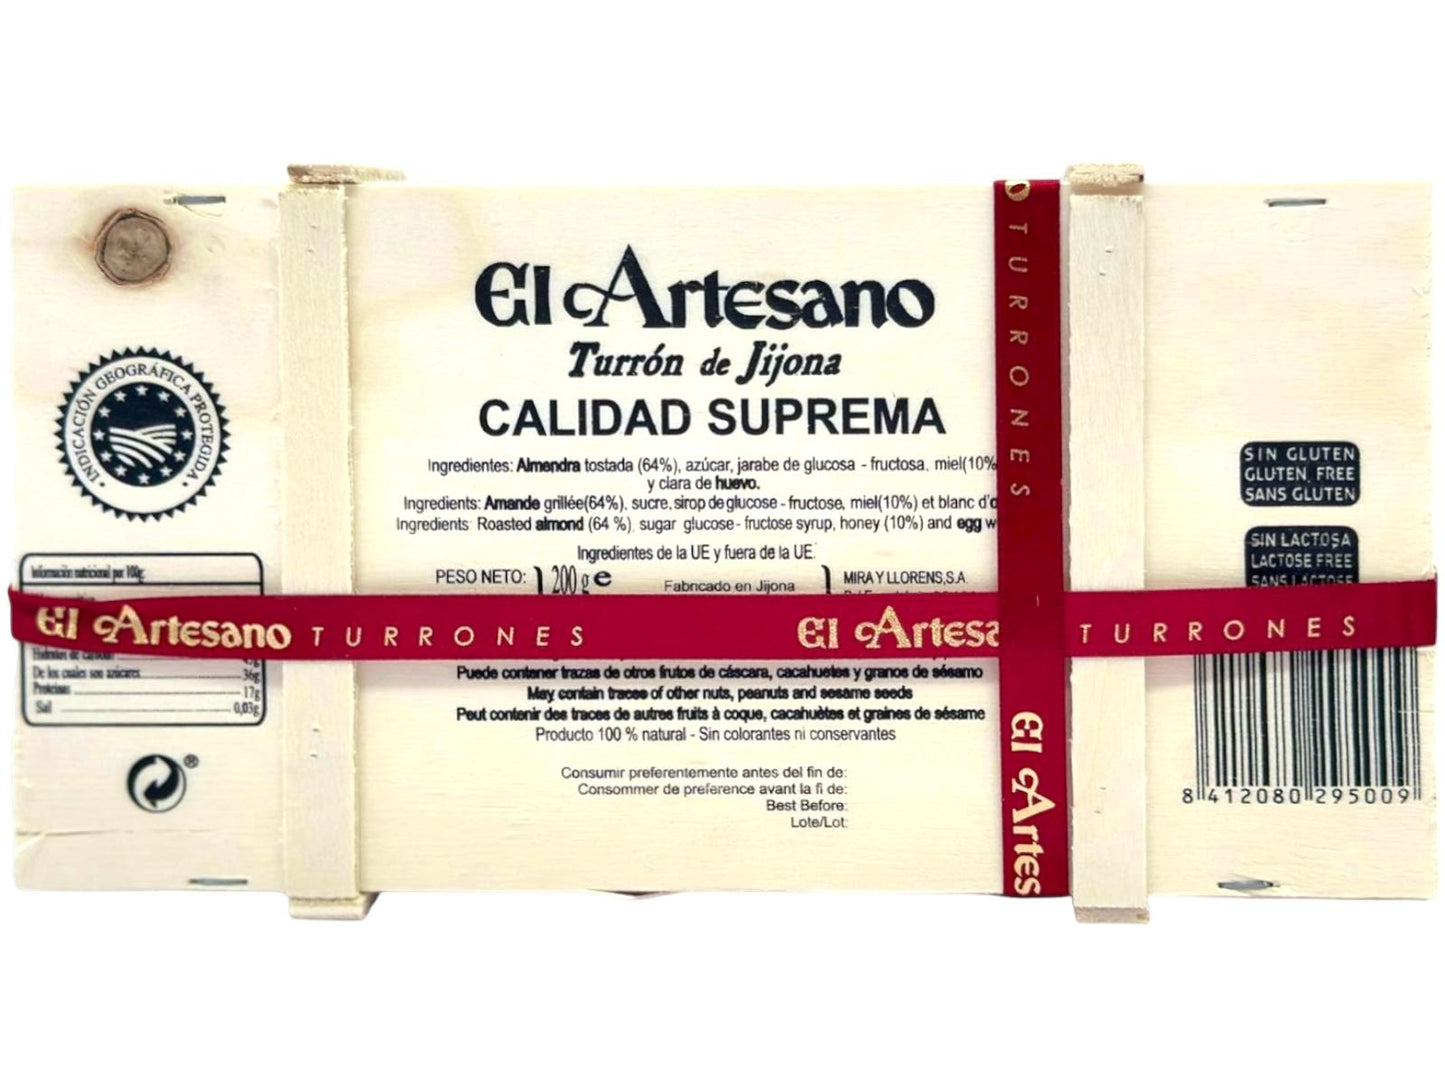 El Artesano
Turrón de Jijona
CALIDAD SUPREMA
Ingredientes: Almendra tostada (64%), azúcar, jarabe de glucosa - fructosa, miel(10%
y clara de huevo.
Ingredients: Amande grillée(64%), sucre, sirop de glucose - fructose, miel(10%) et blanc d'o
Ingredients: Roasted almond (64 %), sugar glucose - fructose syrup, honey (10%) and egg w
Ingredientes de la UE y fuera de la UE.
PESO NETO: 200 g e
Fabricado en Jijona
MIRA Y LLORENS,S.A.
Puede contener trazas de otros frutos de cáscara, cacahuetes y granos de sésamo
May contain traces of other nuts, peanuts and sesame seeds
Peut contenir des traces de autres fruits à coque, cacahuètes et graines de sésame
Producto 100 % natural - Sin colorantes ni conservantes
Consumir preferentemente antes del fin de:
Consommer de preference avant la fi de:
Best Before:
Lote/Lot:
INDICACIÓN GEOGRÁFICA PROTEGIDA
Información nutricional por 100g:
Hidratos de carbono
De los cuales son azúcares 36g
Proteínas 17g
Sal 0,03g
®
El Artesano TURRONES
El Artesa
TURRONES
O TURRONES
El Artes
SIN GLUTEN
GLUTEN FREE
SANS GLUTEN
SIN LACTOSA
LACTOSE FREE
SANS LACTOSE
8 412080 295009